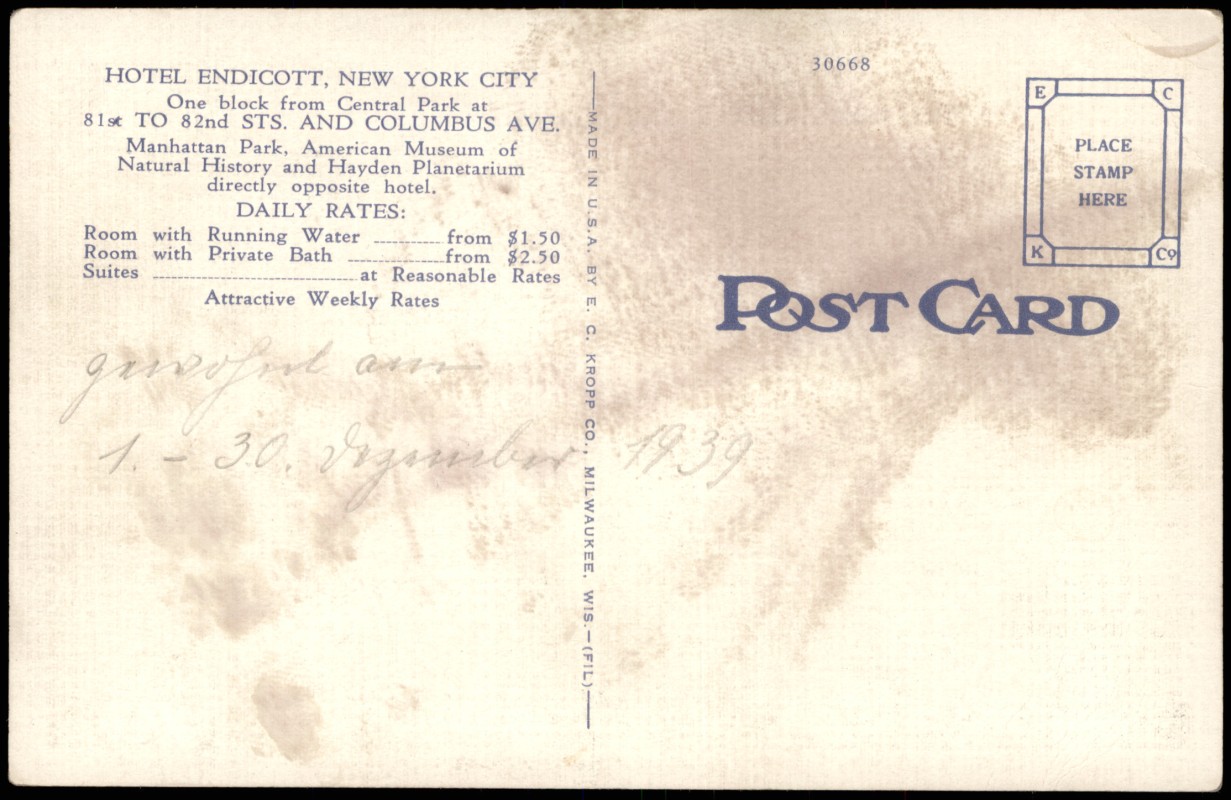 HOTEL ENDICOTT, NEW YORK CITY
One block from Central Park at
81st TO 82nd STS. AND COLUMBUS AVE.
Manhattan Park, American Museum of
Natural History and Hayden Planetarium
directly opposite hotel.
DAILY RATES:
Room with Running Water from $1.50
Room with Private Bath from $2.50
Suites at Reasonable Rates
Attractive Weekly Rates
gewohnt
1. - 30. Dezember 1939
MADE IN U.S.A. BY E. C. KROPP CO., MILWAUKEE, WIS.—(FIL)
30668
E C
PLACE
STAMP
HERE
K Co
POST CARD